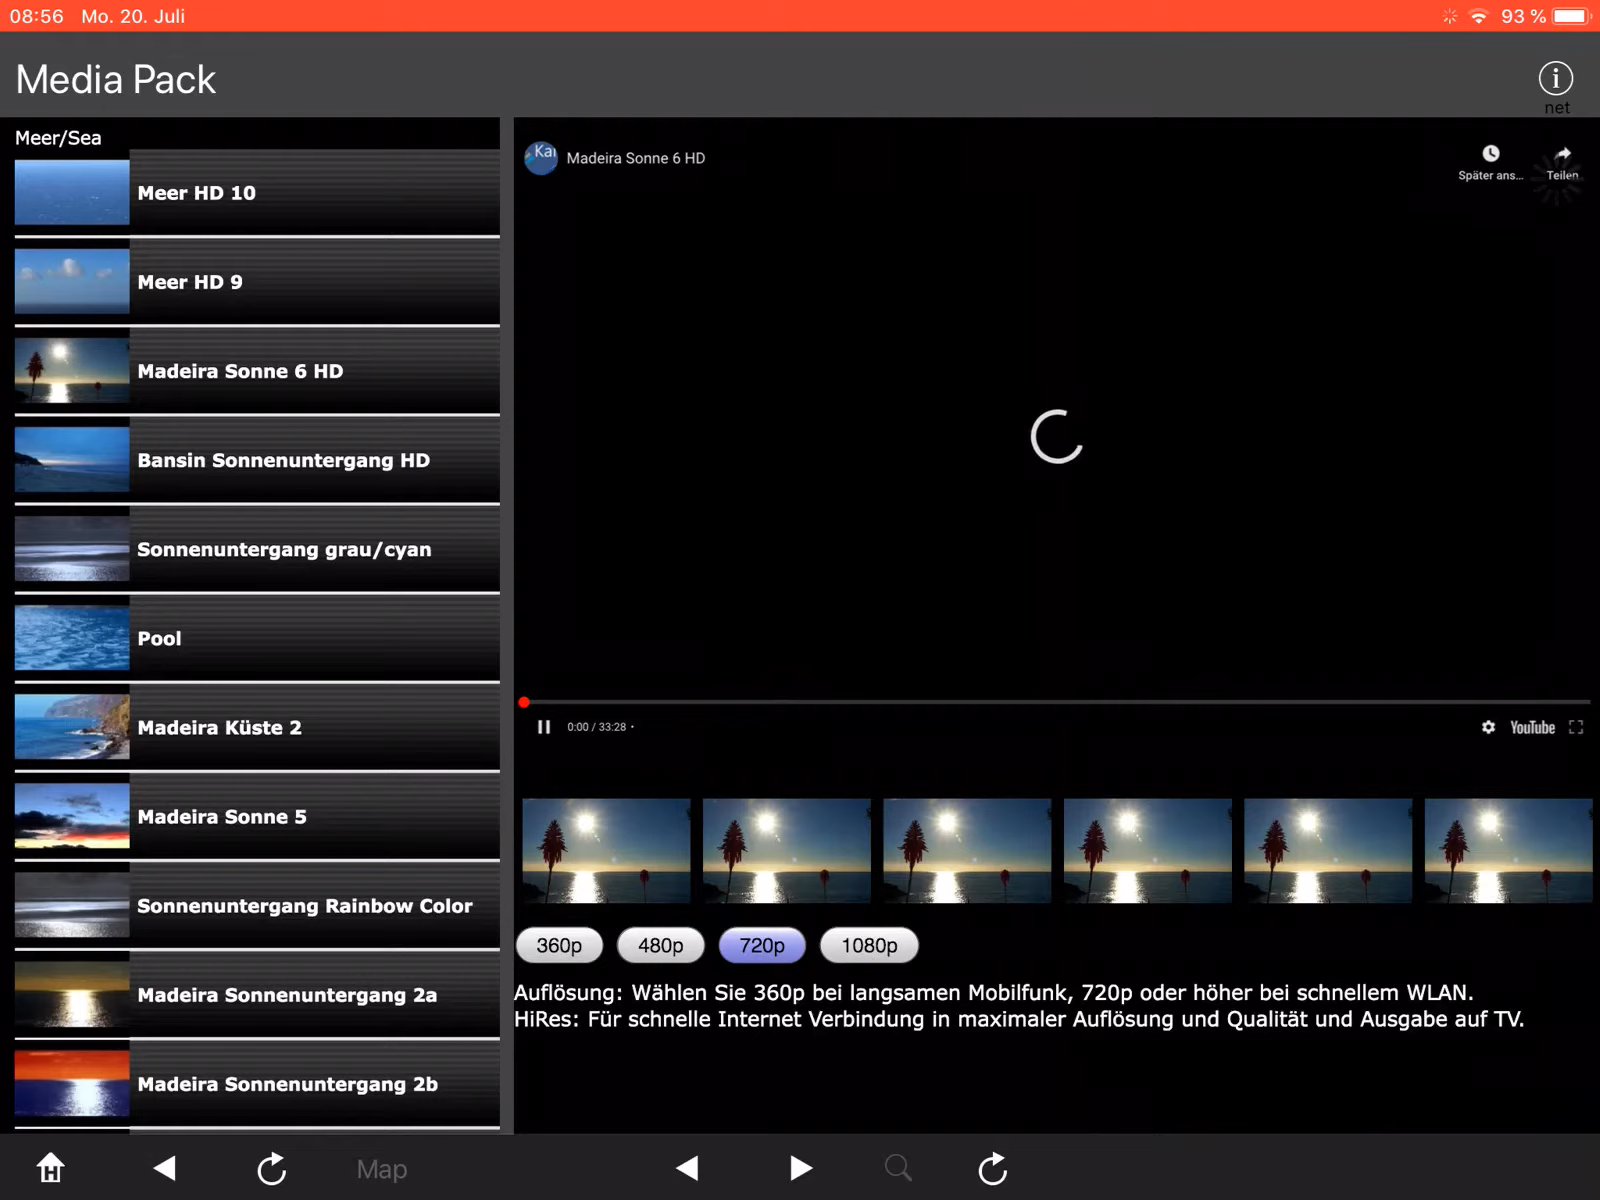 08:56 Mo. 20. Juli 93 %
Media Pack
net
Meer/Sea
Meer HD 10
Meer HD 9
Madeira Sonne 6 HD
Bansin Sonnenuntergang HD
Sonnenuntergang grau/cyan
Pool
Madeira Küste 2
Madeira Sonne 5
Sonnenuntergang Rainbow Color
Madeira Sonnenuntergang 2a
Madeira Sonnenuntergang 2b
Kar
Madeira Sonne 6 HD
Später ans...
Teilen
0:00 / 33:28 •
YouTube
360p 480p 720p 1080p
Auflösung: Wählen Sie 360p bei langsamen Mobilfunk, 720p oder höher bei schnellem WLAN.
HiRes: Für schnelle Internet Verbindung in maximaler Auflösung und Qualität und Ausgabe auf TV.
Map